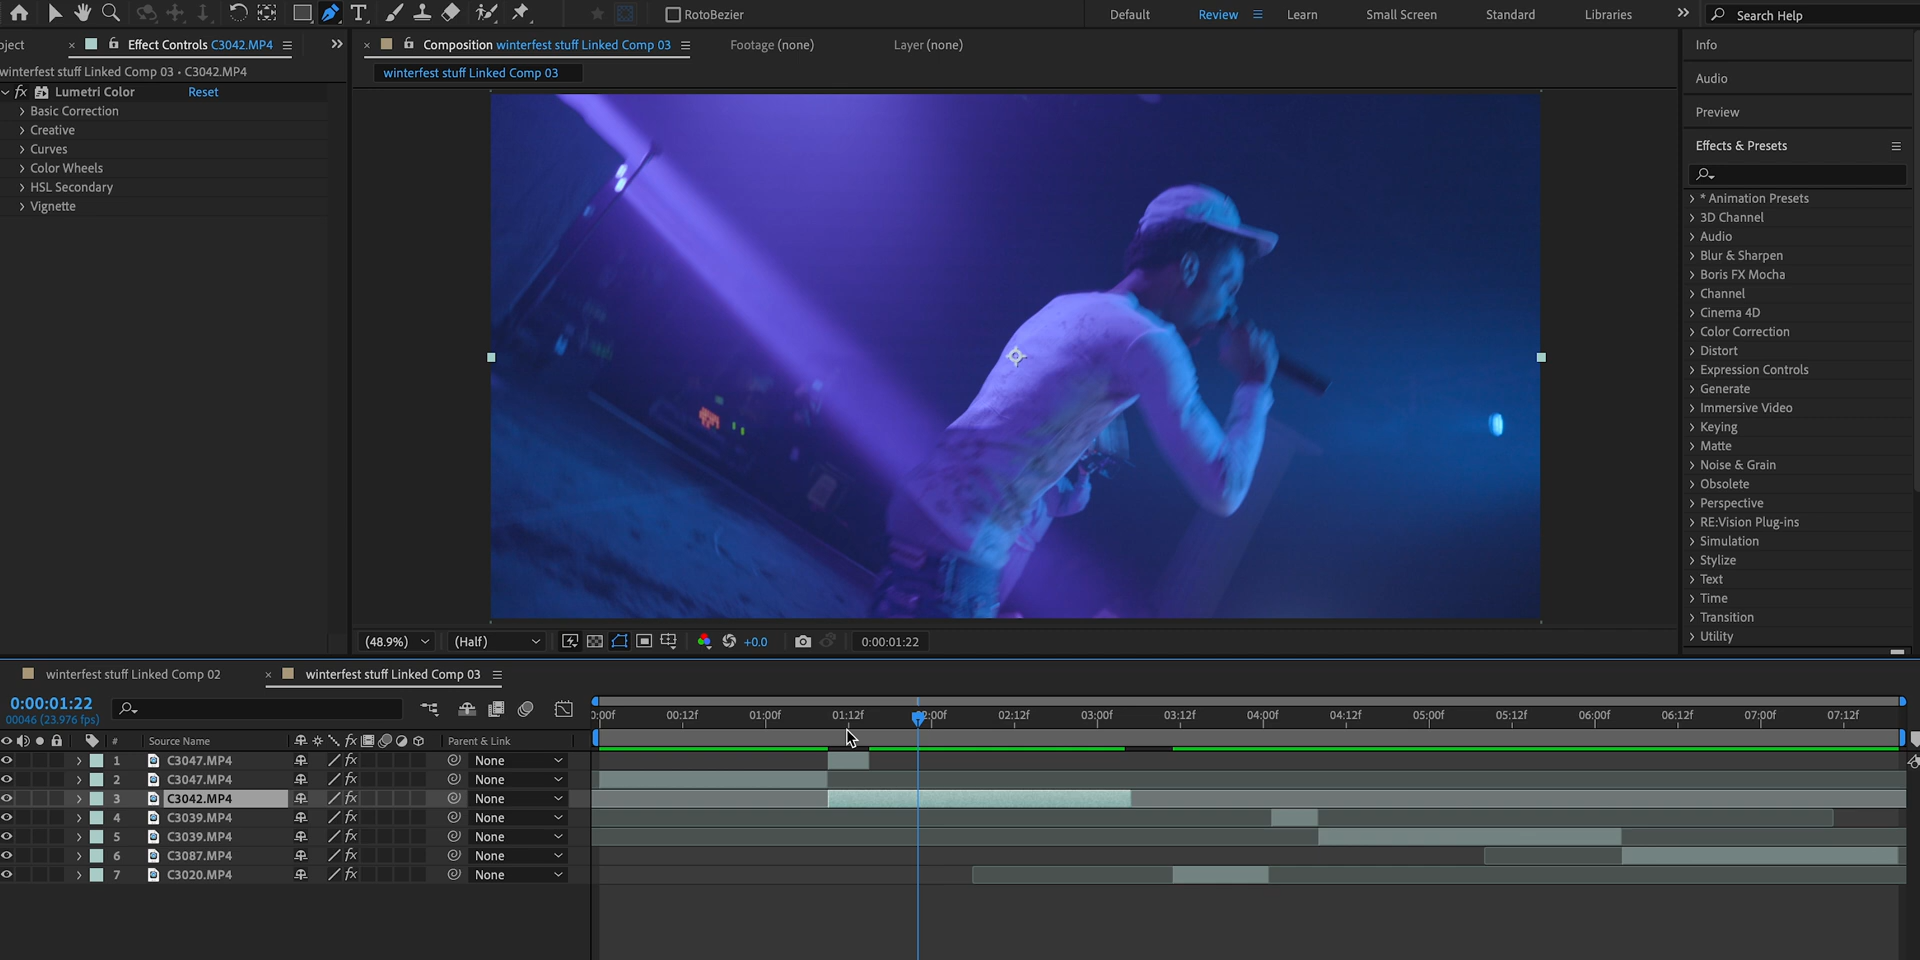 RotoBezier
Default
Review
Learn
Small Screen
Standard
Libraries
Search Help
oject
Effect Controls C3042.MP4
Composition winterfest stuff Linked Comp 03
Footage (none)
Layer (none)
Info
winterfest stuff Linked Comp 03 • C3042.MP4
winterfest stuff Linked Comp 03
Audio
fx Lumetri Color Reset
Basic Correction
Creative
Curves
Color Wheels
HSL Secondary
Vignette
Preview
Effects & Presets
* Animation Presets
3D Channel
Audio
Blur & Sharpen
Boris FX Mocha
Channel
Cinema 4D
Color Correction
Distort
Expression Controls
Generate
Immersive Video
Keying
Matte
Noise & Grain
Obsolete
Perspective
RE:Vision Plug-ins
Simulation
Stylize
Text
Time
Transition
Utility
(48.9%)
(Half)
+0.0
0:00:01:22
winterfest stuff Linked Comp 02
winterfest stuff Linked Comp 03
0:00:01:22
00046 (23.976 fps)
0:00f 00:12f 01:00f 01:12f 2:00f 02:12f 03:00f 03:12f 04:00f 04:12f 05:00f 05:12f 06:00f 06:12f 07:00f 07:12f
# Source Name fx Parent & Link
1 C3047.MP4 fx None
2 C3047.MP4 fx None
3 C3042.MP4 fx None
4 C3039.MP4 fx None
5 C3039.MP4 fx None
6 C3087.MP4 fx None
7 C3020.MP4 fx None